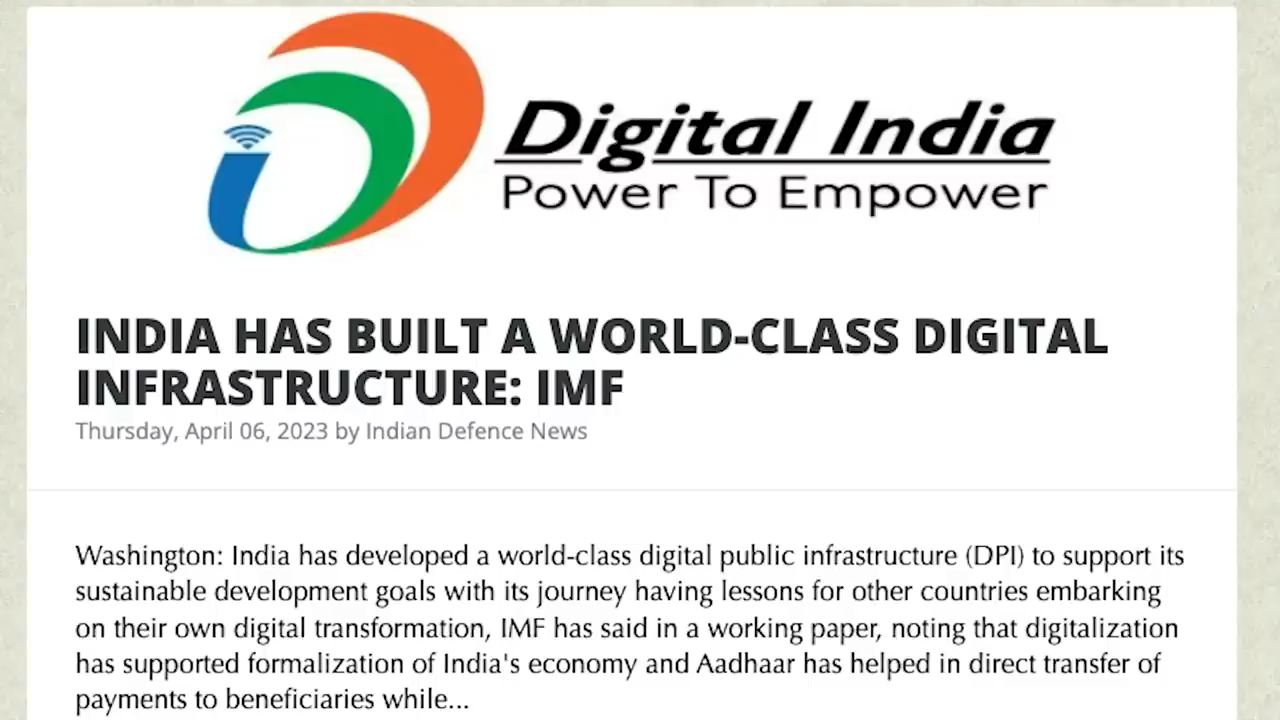 Digital India
Power To Empower
INDIA HAS BUILT A WORLD-CLASS DIGITAL
INFRASTRUCTURE: IMF
Thursday, April 06, 2023 by Indian Defence News
Washington: India has developed a world-class digital public infrastructure (DPI) to support its
sustainable development goals with its journey having lessons for other countries embarking
on their own digital transformation, IMF has said in a working paper, noting that digitalization
has supported formalization of India's economy and Aadhaar has helped in direct transfer of
payments to beneficiaries while...